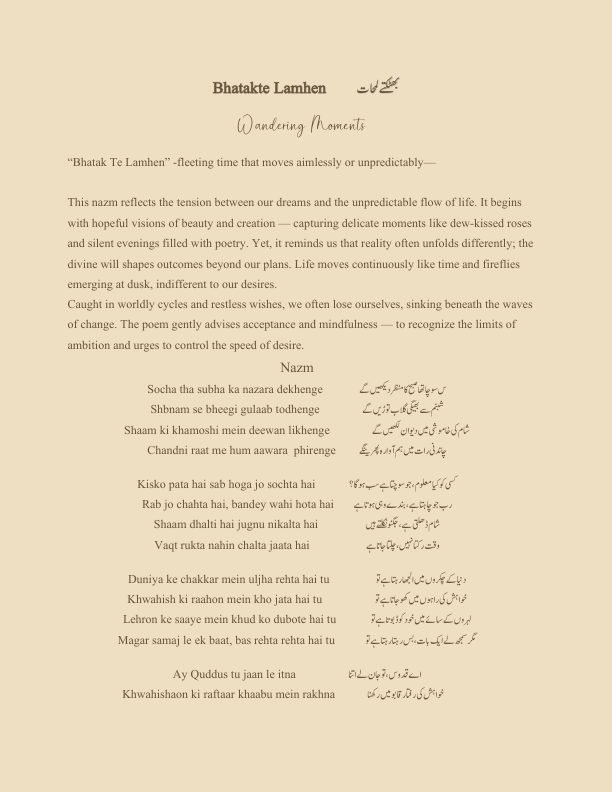 Bhatakte Lamhen بھٹکتے لمحات
Wandering Moments
“Bhatak Te Lamhen” -fleeting time that moves aimlessly or unpredictably—
This nazm reflects the tension between our dreams and the unpredictable flow of life. It begins
with hopeful visions of beauty and creation — capturing delicate moments like dew-kissed roses
and silent evenings filled with poetry. Yet, it reminds us that reality often unfolds differently; the
divine will shapes outcomes beyond our plans. Life moves continuously like time and fireflies
emerging at dusk, indifferent to our desires.
Caught in worldly cycles and restless wishes, we often lose ourselves, sinking beneath the waves
of change. The poem gently advises acceptance and mindfulness — to recognize the limits of
ambition and urges to control the speed of desire.
Nazm
Socha tha subha ka nazara dekhenge س سوچا تھا صبح کا منظر دیکھیں گے
Shbnam se bheegi gulaab todhenge شبنم سے بھیگی گلاب توڑیں گے
Shaam ki khamoshi mein deewan likhenge شام کی خاموشی میں دیوان لکھیں گے
Chandni raat me hum aawara phirenge چاندنی رات میں ہم آوارہ پھرینگے
Kisko pata hai sab hoga jo sochta hai کسی کو کیا معلوم، جو سوچتا ہے سب ہوگا؟
Rab jo chahta hai, bandey wahi hota hai رب جو چاہتا ہے، بندے وہی ہوتا ہے
Shaam dhalti hai jugnu nikalta hai شام ڈھلتی ہے، جگنو نکلتے ہیں
Vaqt rukta nahin chalta jaata hai وقت رکتا نہیں، چلتا جاتا ہے
Duniya ke chakkar mein uljha rehta hai tu دنیا کے چکروں میں الجھا رہتا ہے تو
Khwahish ki raahon mein kho jata hai tu خواہش کی راہوں میں کھو جاتا ہے تو
Lehron ke saaye mein khud ko dubote hai tu لہروں کے سائے میں خود کو ڈبوتا ہے تو
Magar samaj le ek baat, bas rehta rehta hai tu مگر سمجھ لے ایک بات، بس رہتا رہتا ہے تو
Ay Quddus tu jaan le itna اے قدوس، تو جان لے اتنا
Khwahishaon ki raftaar khaabu mein rakhna خواہش کی رفتار قابو میں رکھنا